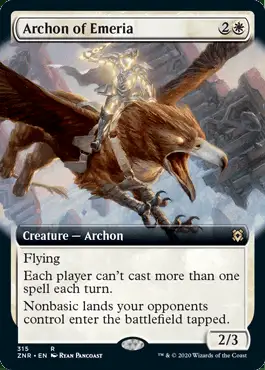 Archon of Emeria 2
Creature — Archon
Flying
Each player can't cast more than
one spell each turn.
Nonbasic lands your opponents
control enter the battlefield tapped.
2/3
315 R
ZNR • EN Ryan Pancoast
™ & © 2020 Wizards of the Coast